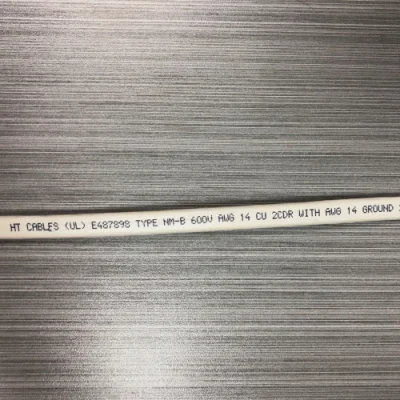 HT CABLES (UL) E487898 TYPE NM-B 600V AWG 14 CU 2CDR WITH AWG 14 GROUND